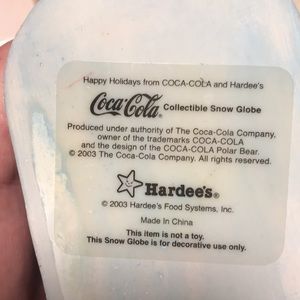 Happy Holidays from COCA-COLA and Hardee's
Coca-Cola® Collectible Snow Globe
Produced under authority of The Coca-Cola Company,
owner of the trademarks COCA-COLA
and the design of the COCA-COLA Polar Bear.
© 2003 The Coca-Cola Company. All rights reserved.
Hardee's®
© 2003 Hardee's Food Systems, Inc.
Made In China
This item is not a toy.
This Snow Globe is for decorative use only.